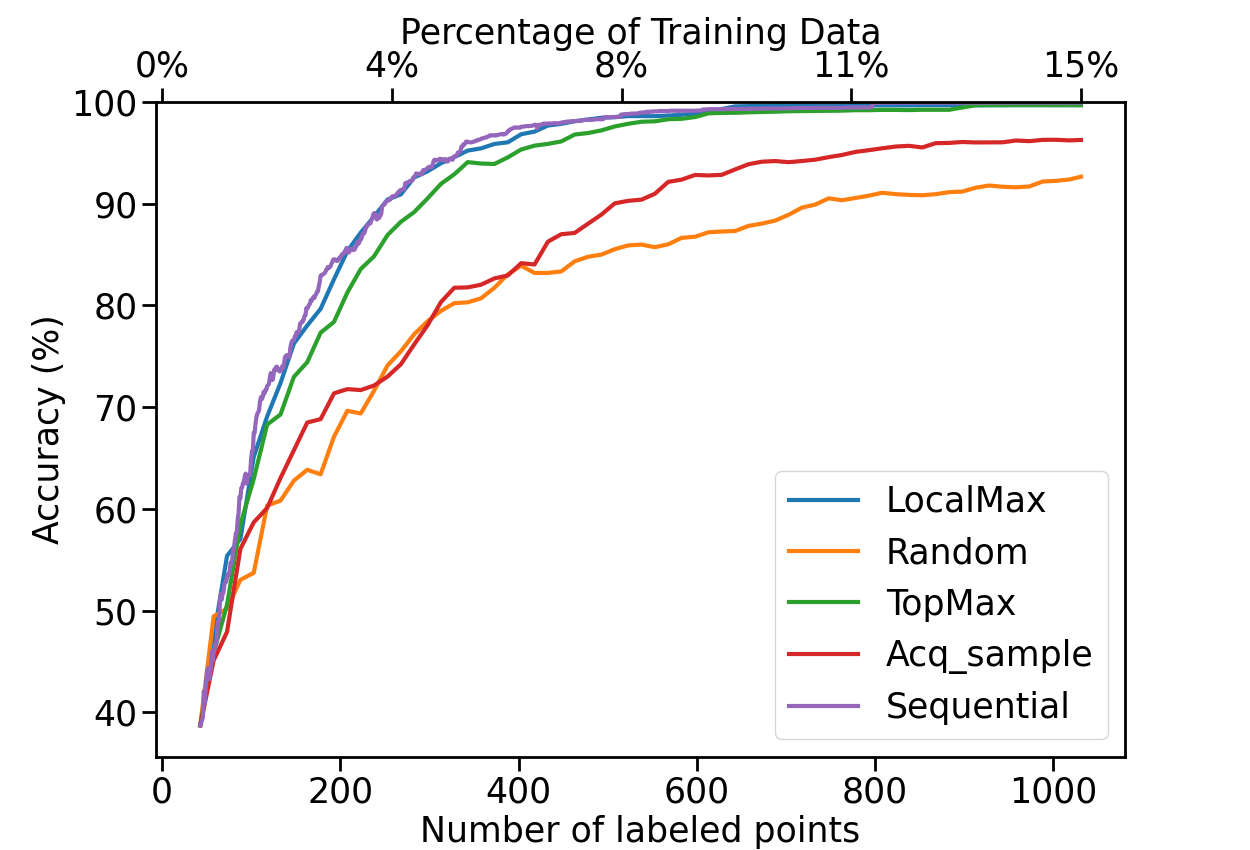 Percentage of Training Data
0% 4% 8% 11% 15%
100
90
80
70
60
50
40
Accuracy (%)
LocalMax
Random
TopMax
Acq_sample
Sequential
0 200 400 600 800 1000
Number of labeled points